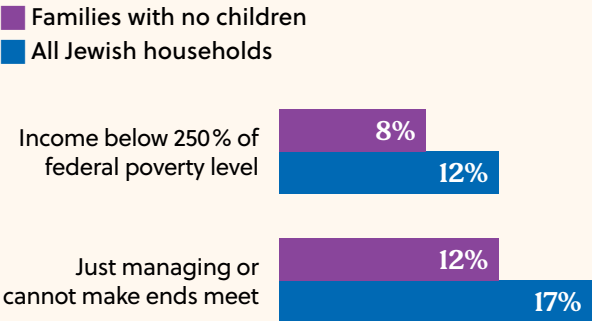 Families with no children
All Jewish households
Income below 250% of
federal poverty level
8%
12%
Just managing or
cannot make ends meet
12%
17%